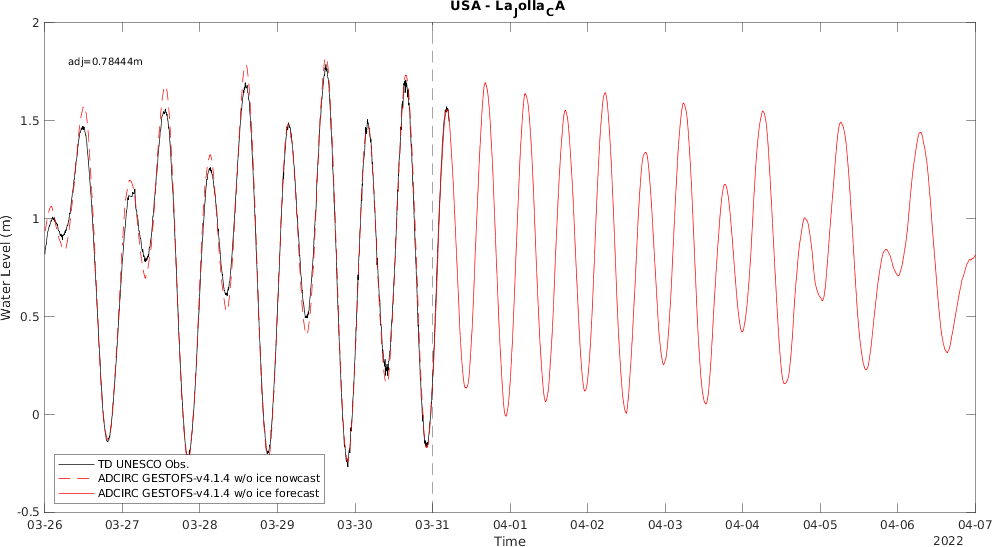 USA - LaJollaCA
adj=0.78444m
2
1.5
1
0.5
0
-0.5
Water Level (m)
TD UNESCO Obs.
ADCIRC GESTOFS-v4.1.4 w/o ice nowcast
ADCIRC GESTOFS-v4.1.4 w/o ice forecast
03-26 03-27 03-28 03-29 03-30 03-31 04-01 04-02 04-03 04-04 04-05 04-06 04-07
Time
2022